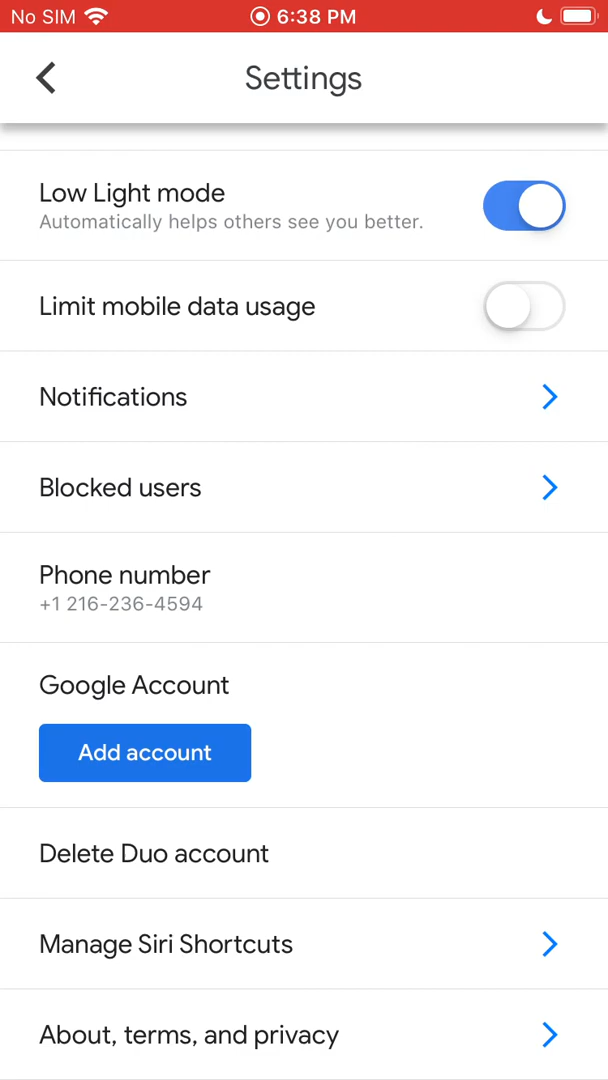 No SIM 6:38 PM
Settings
Low Light mode
Automatically helps others see you better.
Limit mobile data usage
Notifications
Blocked users
Phone number
+1 216-236-4594
Google Account
Add account
Delete Duo account
Manage Siri Shortcuts
About, terms, and privacy